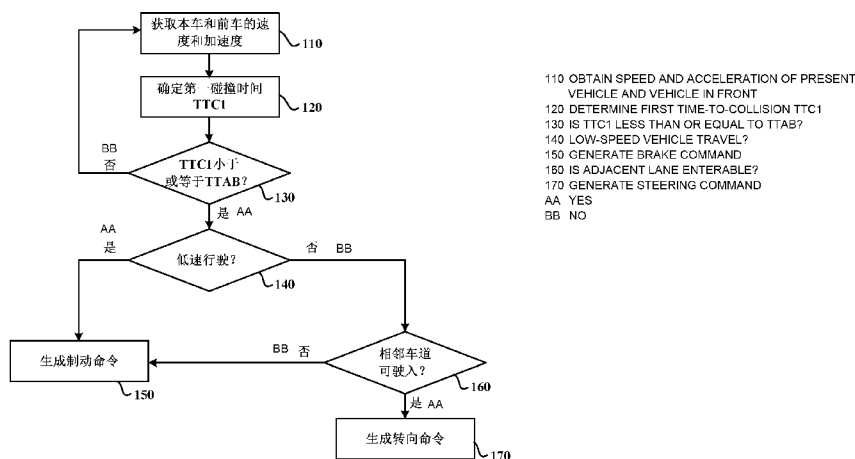 获取本车和前车的速
度和加速度
110
确定第一碰撞时间
TTC1
120
BB
否
TTC1小于
或等于TTAB?
130
是 AA
AA
是
低速行驶?
140
否 BB
生成制动命令
150
BB 否
相邻车道
可驶入?
160
是 AA
生成转向命令
170
110 OBTAIN SPEED AND ACCELERATION OF PRESENT
VEHICLE AND VEHICLE IN FRONT
120 DETERMINE FIRST TIME-TO-COLLISION TTC1
130 IS TTC1 LESS THAN OR EQUAL TO TTAB?
140 LOW-SPEED VEHICLE TRAVEL?
150 GENERATE BRAKE COMMAND
160 IS ADJACENT LANE ENTERABLE?
170 GENERATE STEERING COMMAND
AA YES
BB NO